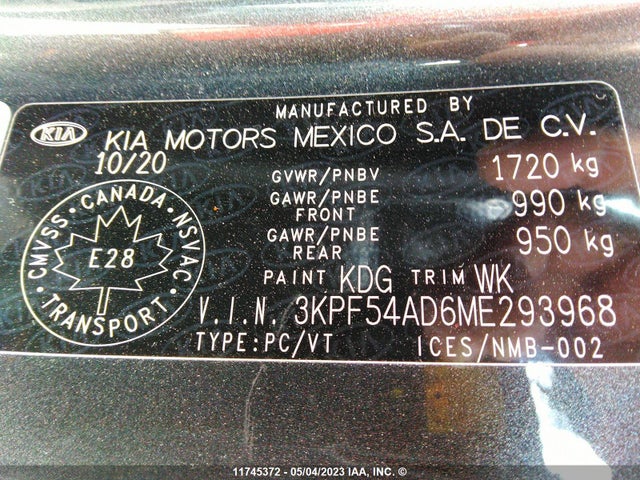 MANUFACTURED BY
KIA KIA MOTORS MEXICO S.A. DE C.V.
10/20
GVWR/PNBV 1720 kg
GAWR/PNBE FRONT 990 kg
GAWR/PNBE REAR 950 kg
CMVSS • CANADA • NSVAC • TRANSPORT •
E28
PAINT KDG TRIM WK
V.I.N. 3KPF54AD6ME293968
TYPE:PC/VT ICES/NMB-002
11745372 - 05/04/2023 IAA, INC. ©